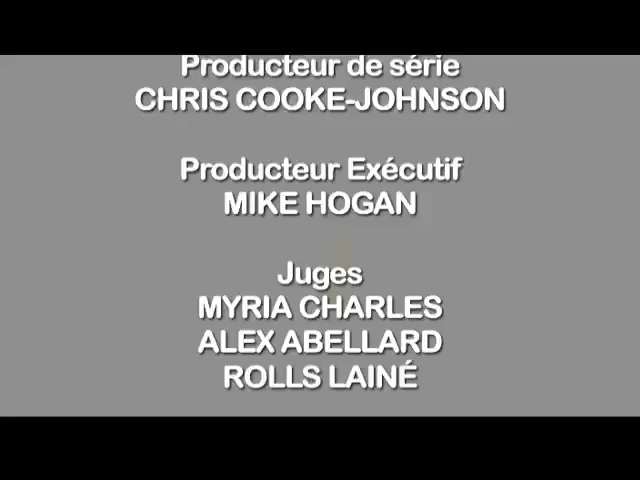 Producteur de série
CHRIS COOKE-JOHNSON
Producteur Exécutif
MIKE HOGAN
Juges
MYRIA CHARLES
ALEX ABELLARD
ROLLS LAINÉ